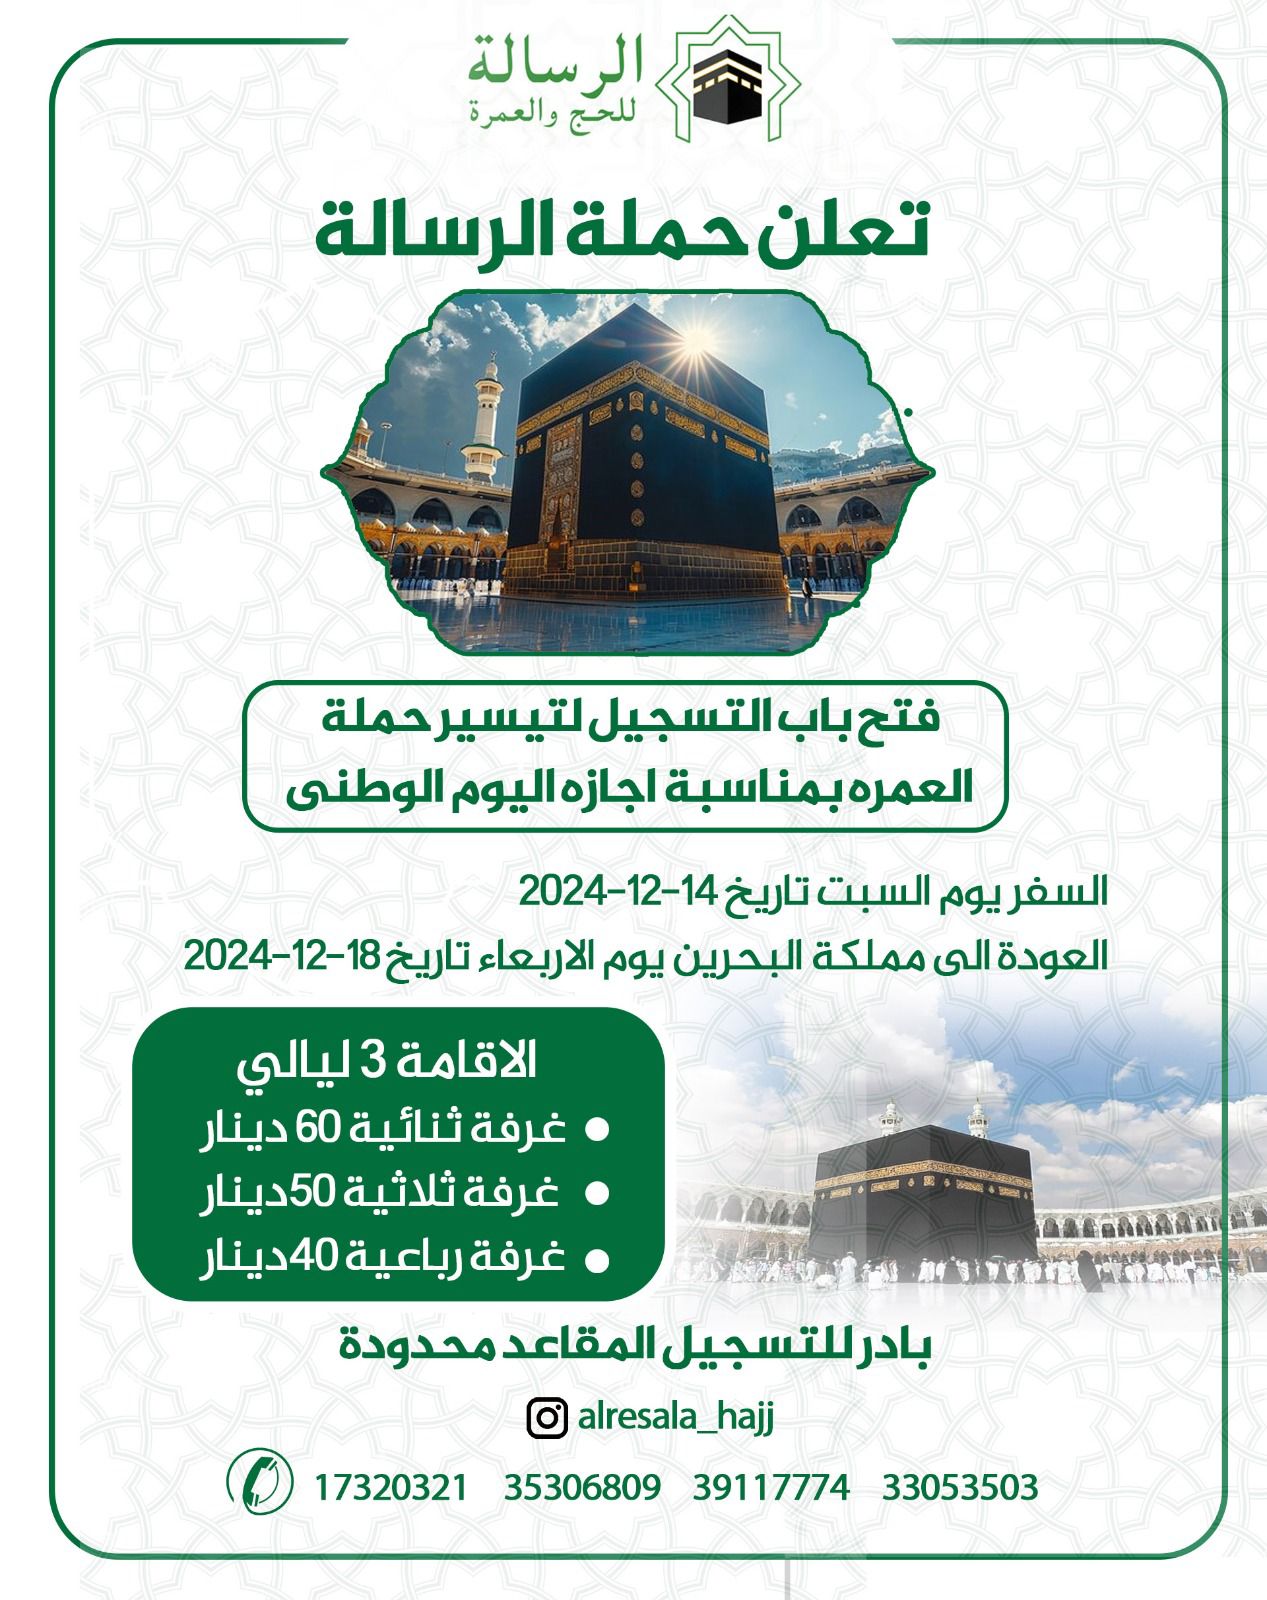 الرسالة
للحج والعمرة
تعلن حملة الرسالة
فتح باب التسجيل لتيسير حملة
العمره بمناسبة اجازه اليوم الوطنى
السفر يوم السبت تاريخ 14-12-2024
العودة الى مملكة البحرين يوم الاربعاء تاريخ 18-12-2024
الاقامة 3 ليالي
● غرفة ثنائية 60 دينار
● غرفة ثلاثية 50دينار
● غرفة رباعية 40دينار
بادر للتسجيل المقاعد محدودة
alresala_hajj
17320321 35306809 39117774 33053503